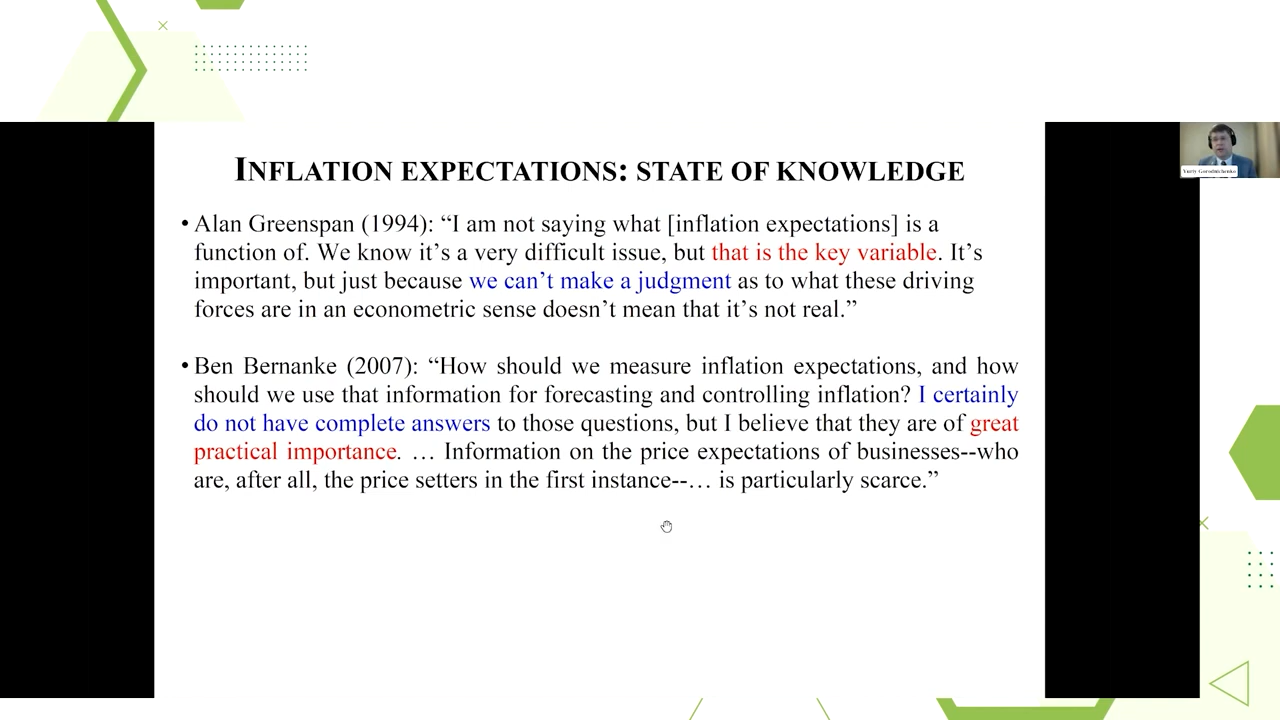 INFLATION EXPECTATIONS: STATE OF KNOWLEDGE
• Alan Greenspan (1994): “I am not saying what [inflation expectations] is a
function of. We know it’s a very difficult issue, but that is the key variable. It’s
important, but just because we can’t make a judgment as to what these driving
forces are in an econometric sense doesn’t mean that it’s not real.”
• Ben Bernanke (2007): “How should we measure inflation expectations, and how
should we use that information for forecasting and controlling inflation? I certainly
do not have complete answers to those questions, but I believe that they are of great
practical importance. … Information on the price expectations of businesses--who
are, after all, the price setters in the first instance--… is particularly scarce.”
Yuriy Gorodnichenko